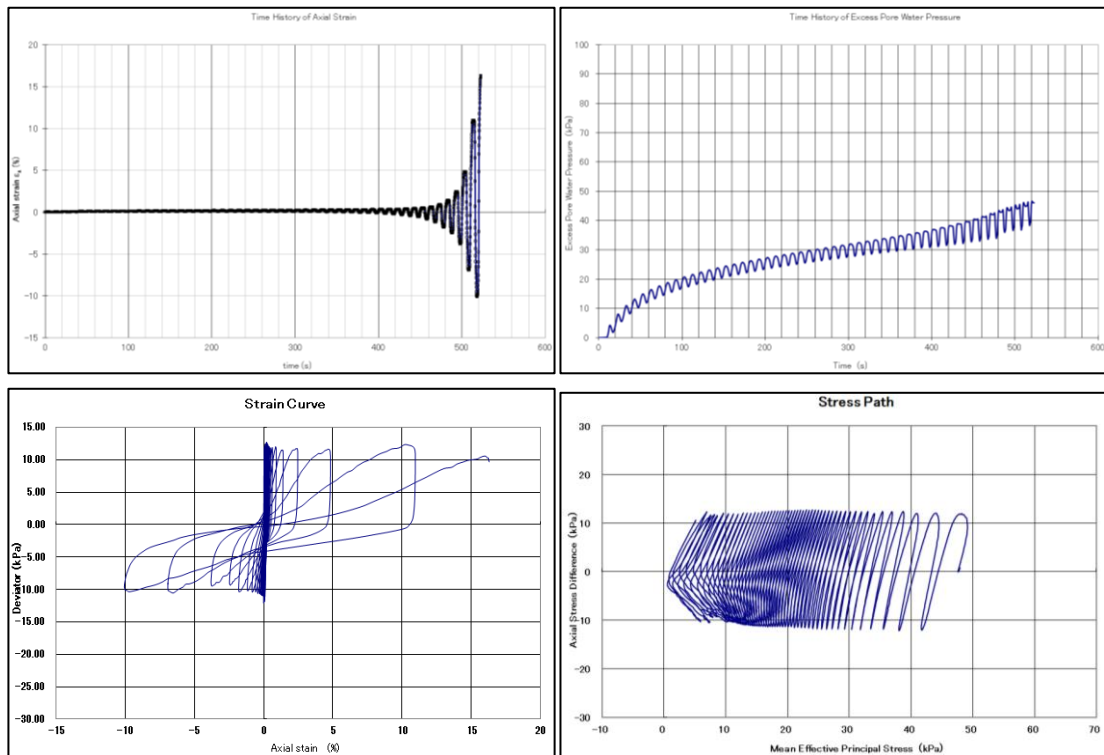 Time History of Axial Strain
Axial strain εₐ (%)
20
15
10
5
0
-5
-10
-15
0 100 200 300 400 500 600
time (s)
Time History of Excess Pore Water Pressure
Excess Pore Water Pressure (kPa)
100
90
80
70
60
50
40
30
20
10
0
0 100 200 300 400 500 600
Time (s)
Strain Curve
Deviator (kPa)
15.00
10.00
5.00
0.00
-5.00
-10.00
-15.00
-20.00
-25.00
-30.00
-15 -10 -5 0 5 10 15 20
Axial stain (%)
Stress Path
Axial Stress Difference (kPa)
30
20
10
0
-10
-20
-30
-10 0 10 20 30 40 50 60 70
Mean Effective Principal Stress (kPa)